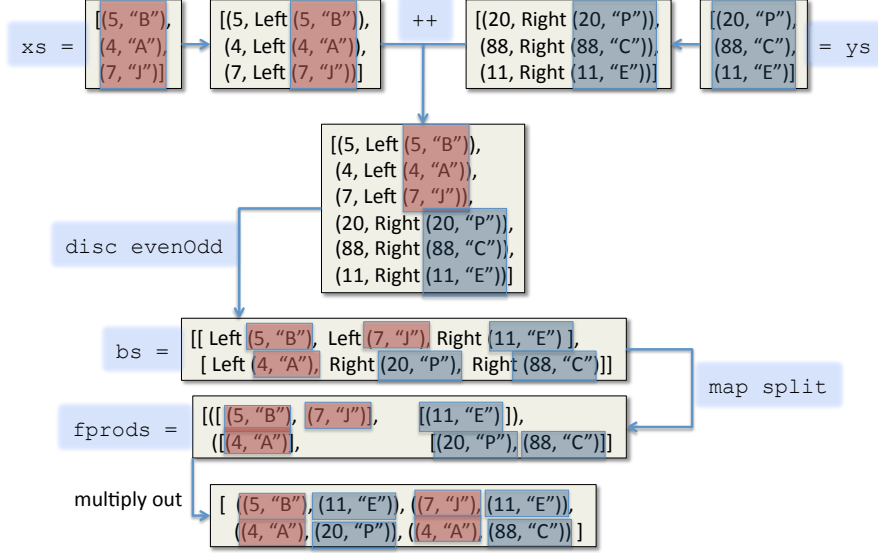 xs =
[(5, “B”),
(4, “A”),
(7, “J”)]
[(5, Left (5, “B”)),
(4, Left (4, “A”)),
(7, Left (7, “J”))]
++
[(20, Right (20, “P”)),
(88, Right (88, “C”)),
(11, Right (11, “E”))]
[(20, “P”),
(88, “C”),
(11, “E”)]
= ys
[(5, Left (5, “B”)),
(4, Left (4, “A”)),
(7, Left (7, “J”)),
(20, Right (20, “P”)),
(88, Right (88, “C”)),
(11, Right (11, “E”))]
disc evenOdd
bs =
[[ Left (5, “B”), Left (7, “J”), Right (11, “E”) ],
[ Left (4, “A”), Right (20, “P”), Right (88, “C”)]]
map split
fprods =
[([ (5, “B”), (7, “J”)], [(11, “E”) ]),
([(4, “A”)], [(20, “P”), (88, “C”)]]
multiply out
[ ((5, “B”), (11, “E”)), ((7, “J”), (11, “E”)),
((4, “A”), (20, “P”)), ((4, “A”), (88, “C”)) ]